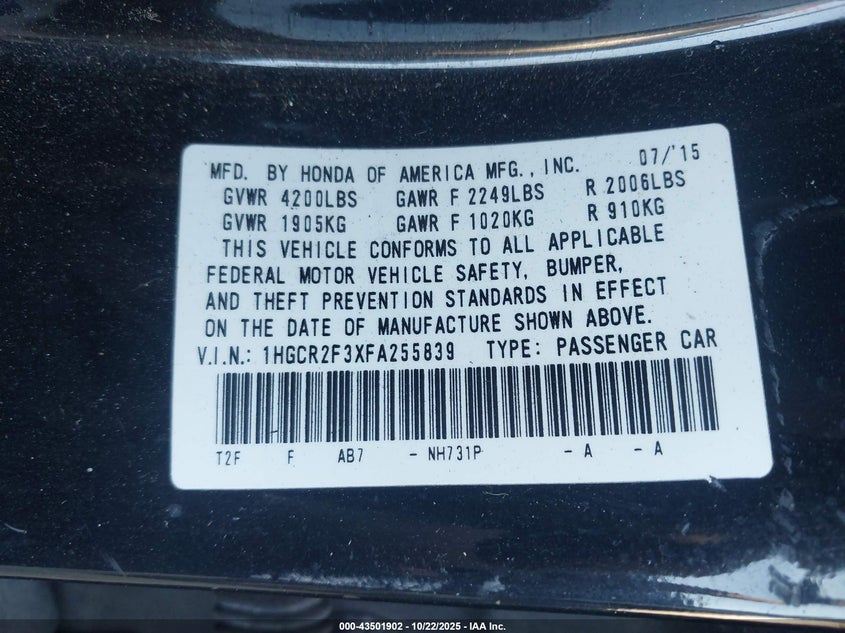 MFD. BY HONDA OF AMERICA MFG., INC. 07/'15
GVWR 4200LBS GAWR F 2249LBS R 2006LBS
GVWR 1905KG GAWR F 1020KG R 910KG
THIS VEHICLE CONFORMS TO ALL APPLICABLE
FEDERAL MOTOR VEHICLE SAFETY, BUMPER,
AND THEFT PREVENTION STANDARDS IN EFFECT
ON THE DATE OF MANUFACTURE SHOWN ABOVE.
V.I.N.: 1HGCR2F3XFA255839 TYPE: PASSENGER CAR
T2F F AB7 - NH731P - A - A
000-43501902 - 10/22/2025 - IAA Inc.